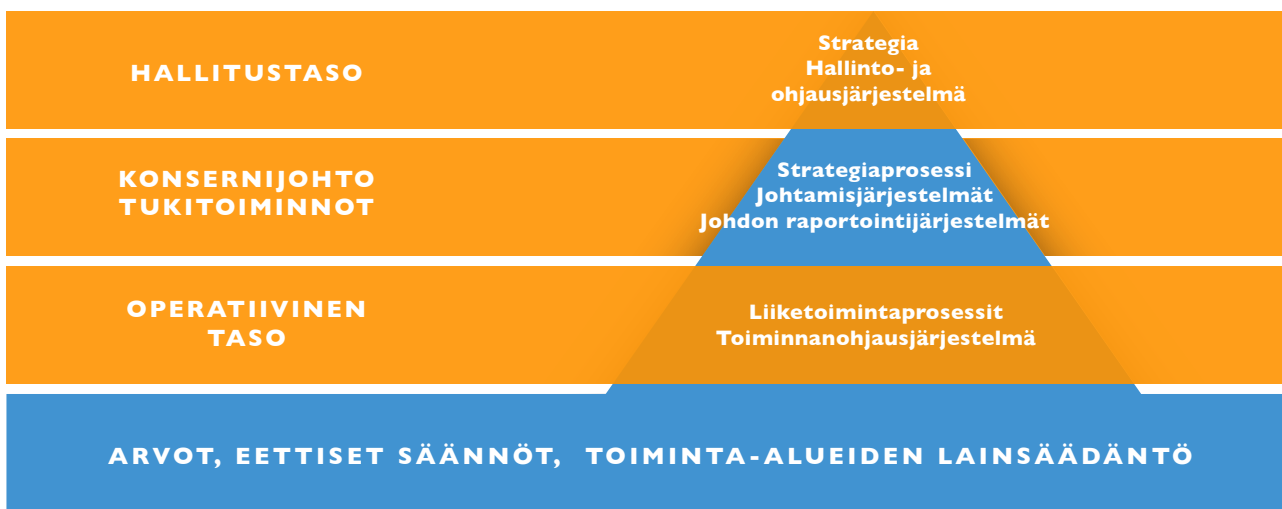 HALLITUSTASO
Strategia
Hallinto- ja
ohjausjärjestelmä
KONSERNIJOHTO
TUKITOIMINNOT
Strategiaprosessi
Johtamisjärjestelmät
Johdon raportointijärjestelmät
OPERATIIVINEN
TASO
Liiketoimintaprosessit
Toiminnanohjausjärjestelmä
ARVOT, EETTISET SÄÄNNÖT, TOIMINTA-ALUEIDEN LAINSÄÄDÄNTÖ